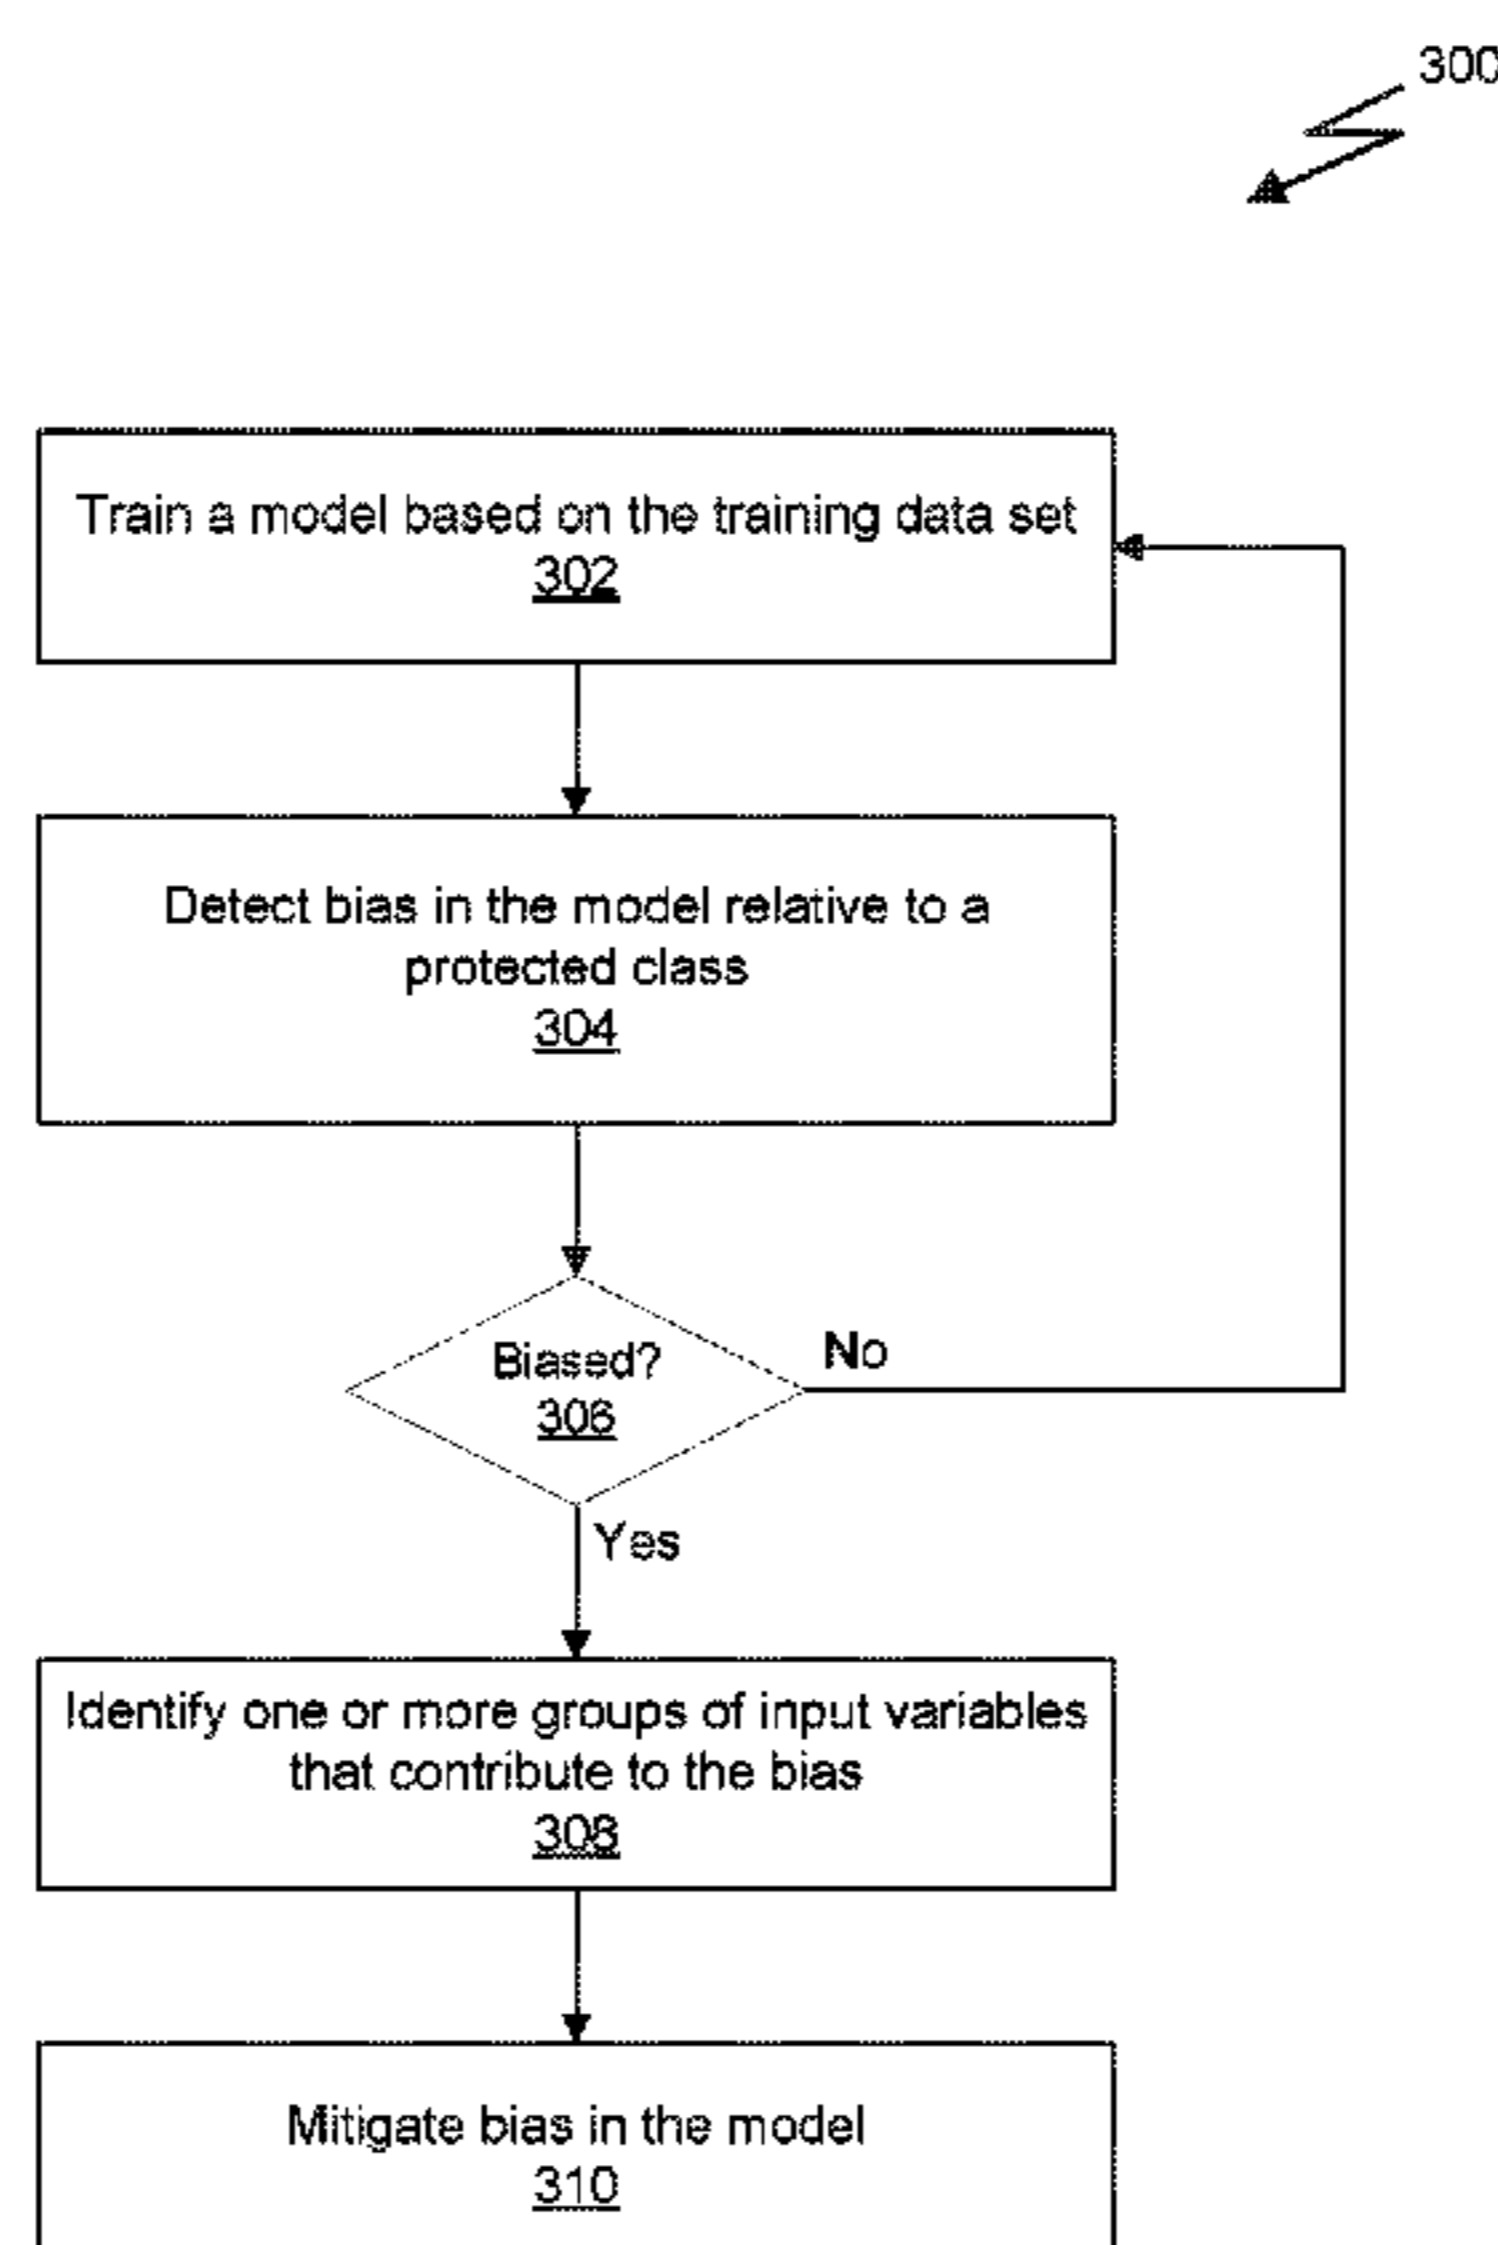 300
Train a model based on the training data set
302
Detect bias in the model relative to a
protected class
304
Biased?
306
No
Yes
Identify one or more groups of input variables
that contribute to the bias
308
Mitigate bias in the model
310